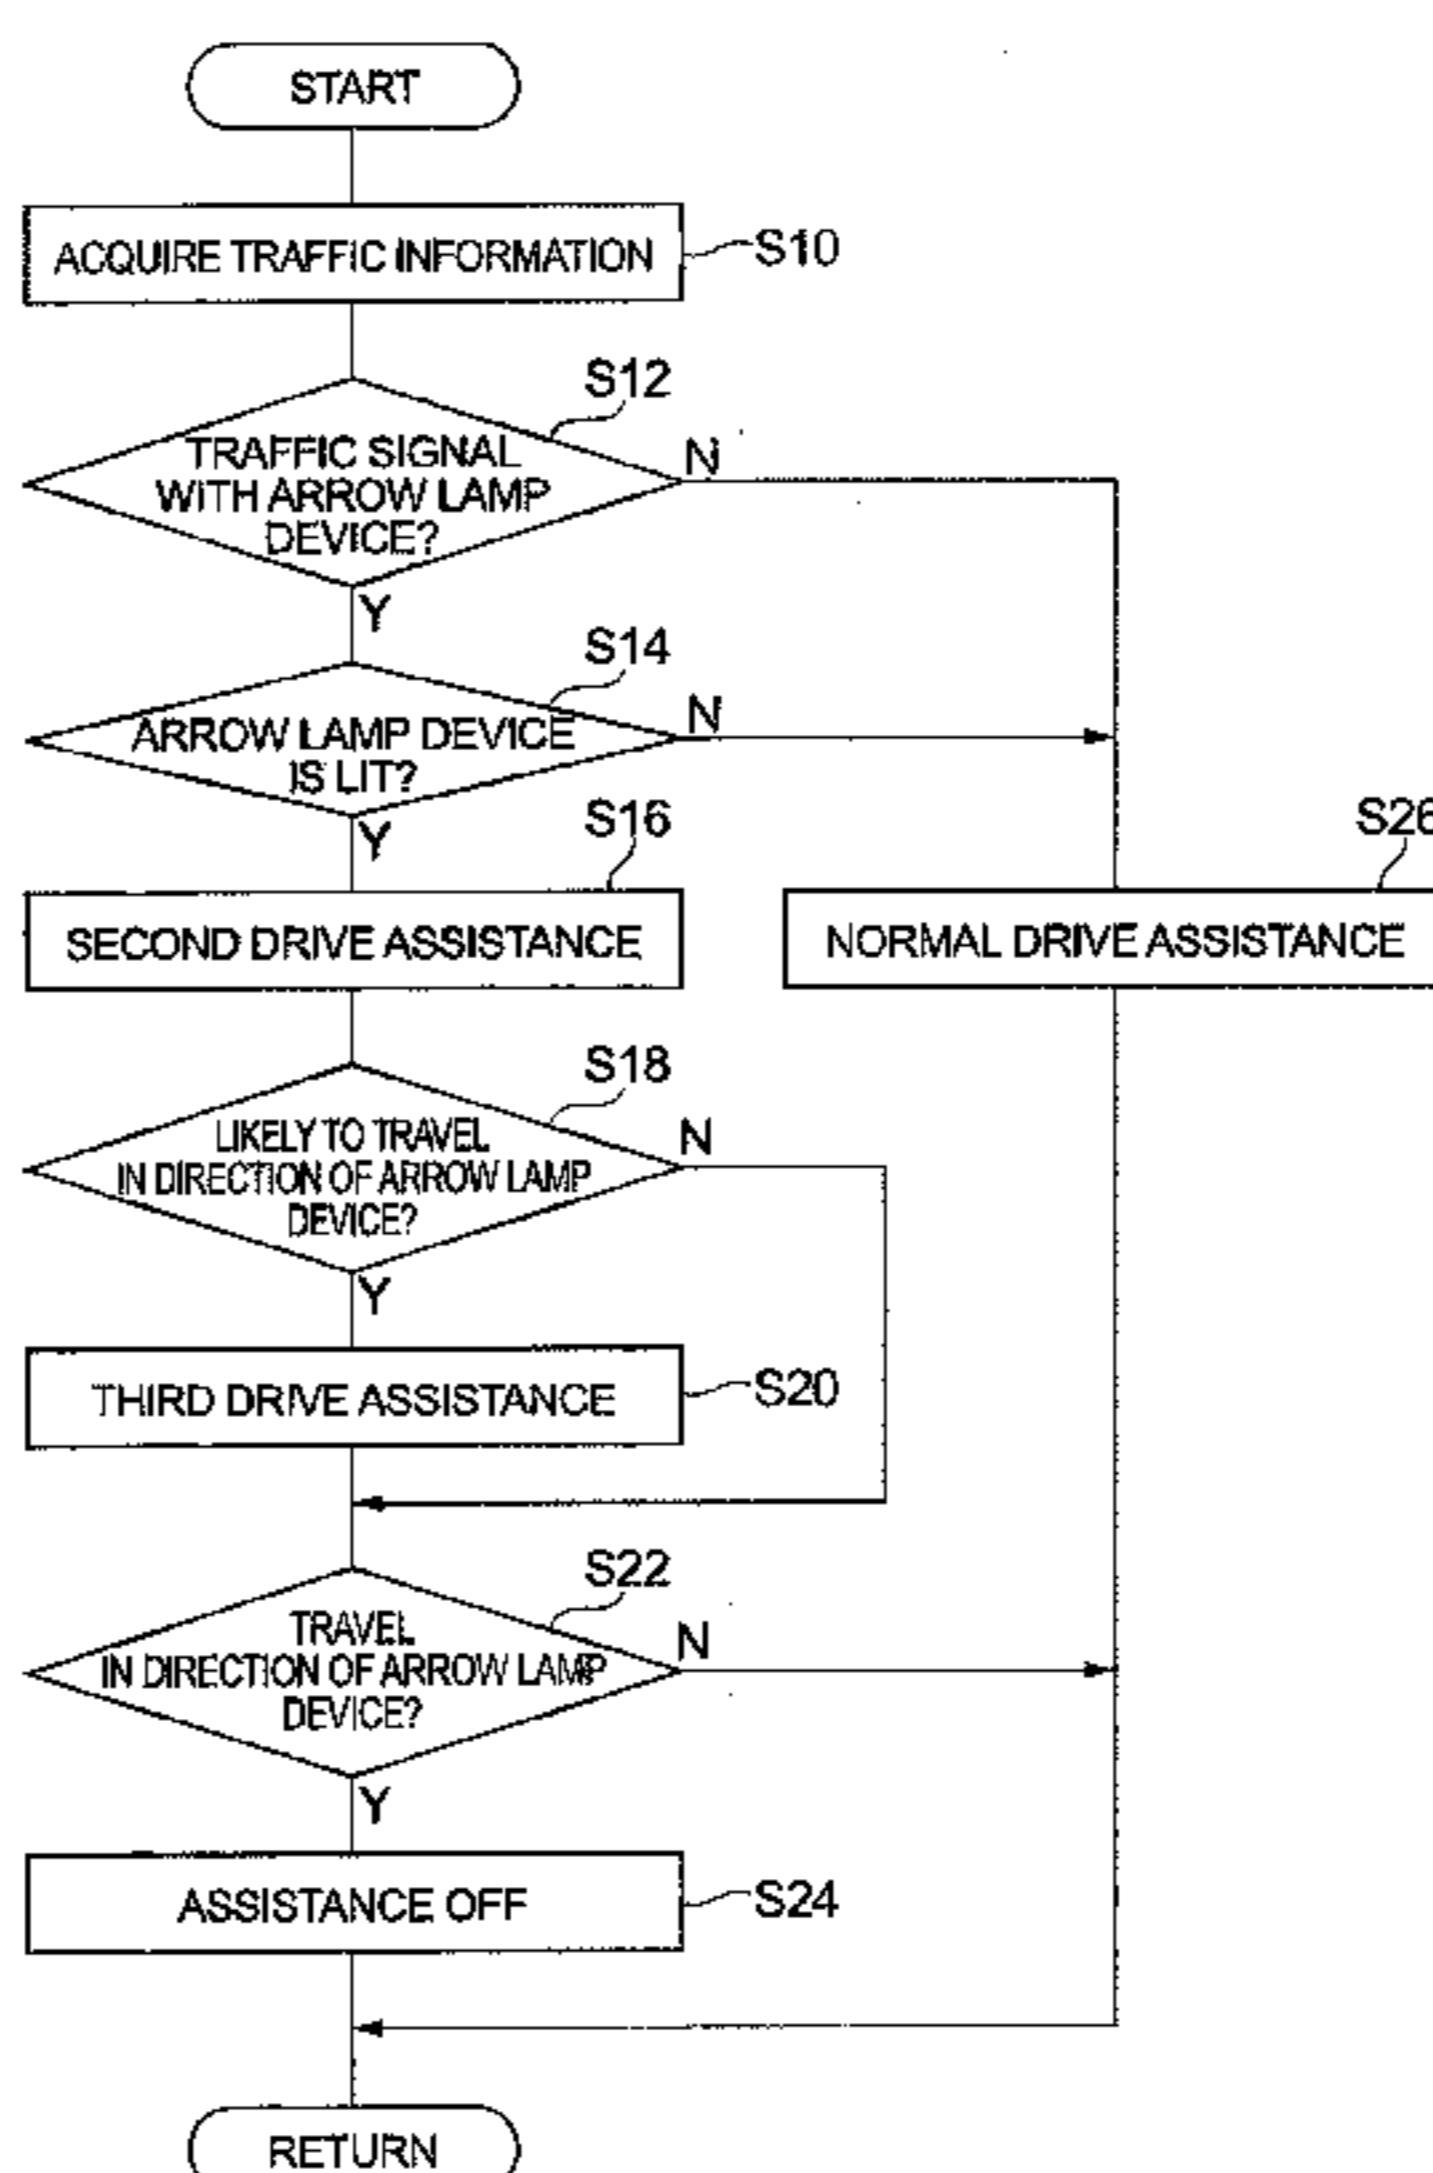 START
ACQUIRE TRAFFIC INFORMATION
S10
S12
TRAFFIC SIGNAL
WITH ARROW LAMP
DEVICE?
N
Y
S14
ARROW LAMP DEVICE
IS LIT?
N
Y
S16
SECOND DRIVE ASSISTANCE
S26
NORMAL DRIVE ASSISTANCE
S18
LIKELY TO TRAVEL
IN DIRECTION OF ARROW LAMP
DEVICE?
N
Y
THIRD DRIVE ASSISTANCE
S20
S22
TRAVEL
IN DIRECTION OF ARROW LAMP
DEVICE?
N
Y
ASSISTANCE OFF
S24
RETURN